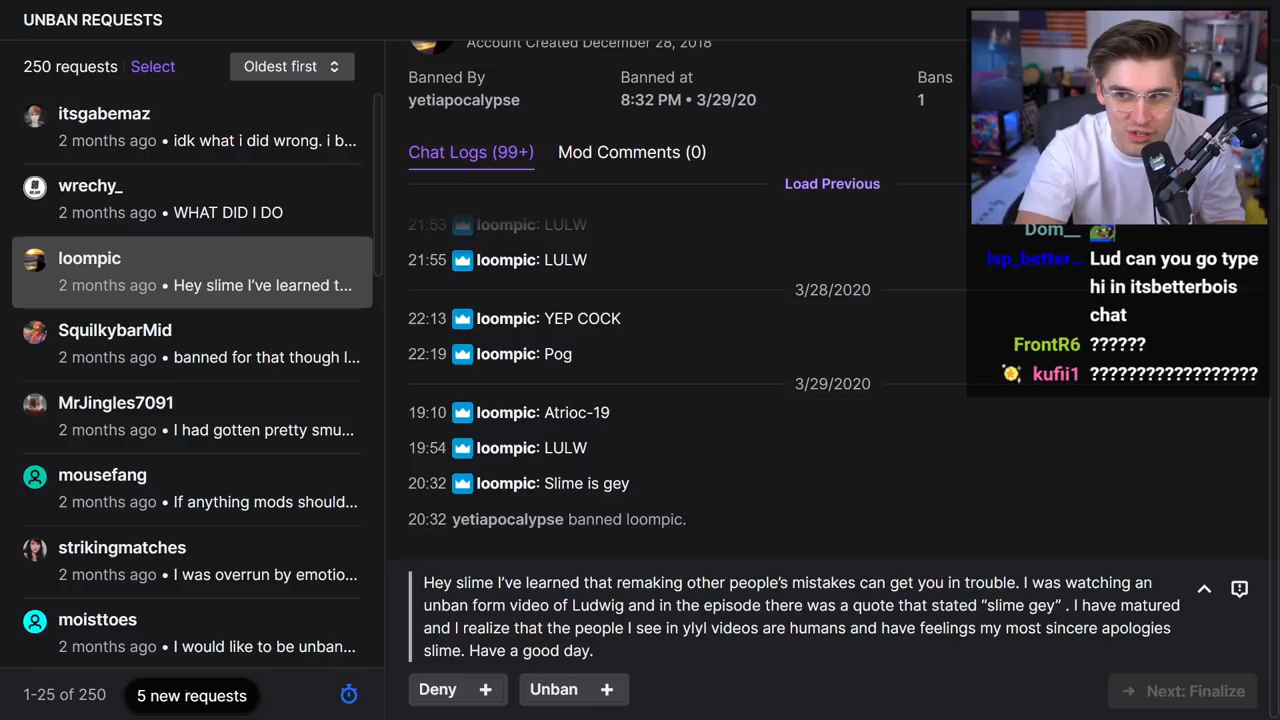 UNBAN REQUESTS
250 requests Select Oldest first
itsgabemaz
2 months ago • idk what i did wrong. i b...
wrechy_
2 months ago • WHAT DID I DO
loompic
2 months ago • Hey slime I’ve learned t...
SquilkybarMid
2 months ago • banned for that though I...
MrJingles7091
2 months ago • I had gotten pretty smu...
mousefang
2 months ago • If anything mods should...
strikingmatches
2 months ago • I was overrun by emotio...
moisttoes
2 months ago • I would like to be unban...
1-25 of 250 5 new requests
Account Created December 28, 2018
Banned By Banned at Bans
yetiapocalypse 8:32 PM • 3/29/20 1
Chat Logs (99+) Mod Comments (0)
Load Previous
21:53 loompic: LULW
21:55 loompic: LULW
3/28/2020
22:13 loompic: YEP COCK
22:19 loompic: Pog
3/29/2020
19:10 loompic: Atrioc-19
19:54 loompic: LULW
20:32 loompic: Slime is gey
20:32 yetiapocalypse banned loompic.
Hey slime I’ve learned that remaking other people’s mistakes can get you in trouble. I was watching an
unban form video of Ludwig and in the episode there was a quote that stated “slime gey” . I have matured
and I realize that the people I see in ylyl videos are humans and have feelings my most sincere apologies
slime. Have a good day.
Deny + Unban + → Next: Finalize
Dom__
lsp_better... Lud can you go type
hi in itsbetterbois
chat
FrontR6 ??????
kufii1 ??????????????????